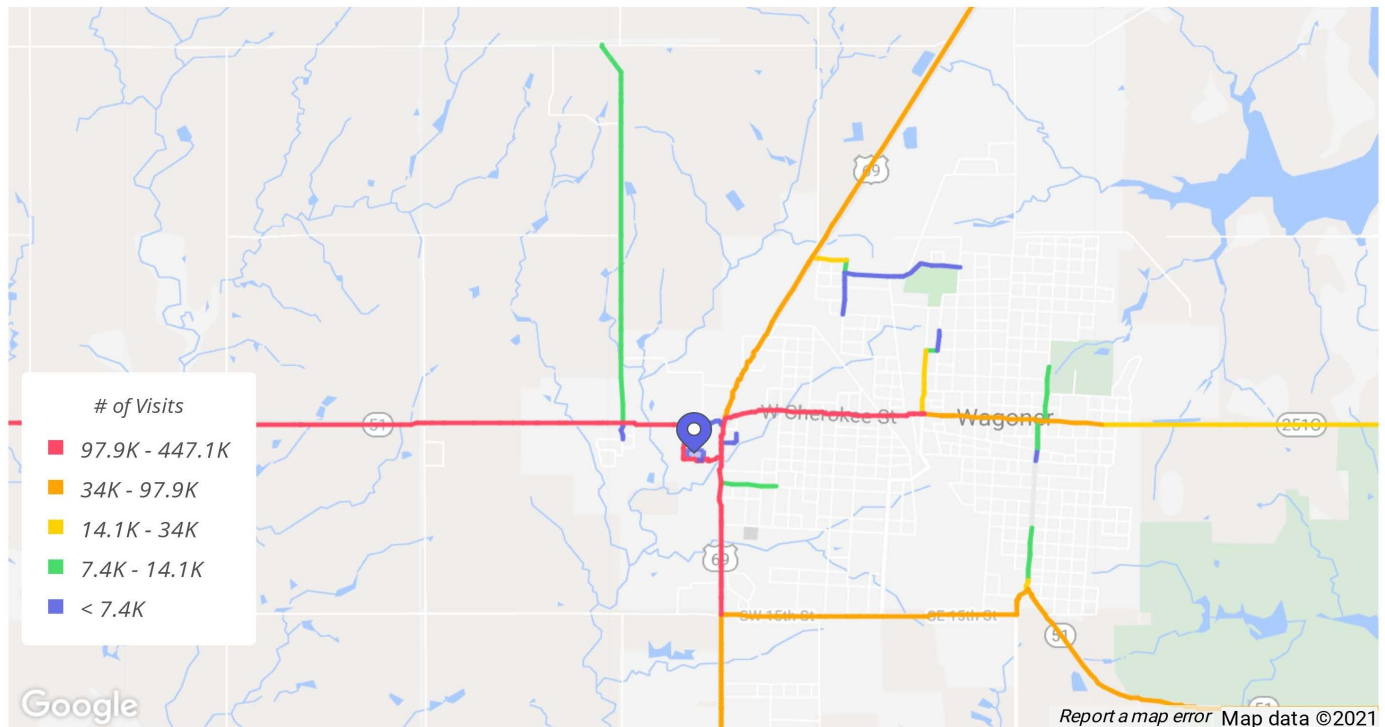 69
W Cherokee St
Wagoner
51
251C
# of Visits
97.9K - 447.1K
34K - 97.9K
14.1K - 34K
7.4K - 14.1K
< 7.4K
69
SW 15th St
SE 15th St
51
51
Google
Report a map error Map data ©2021